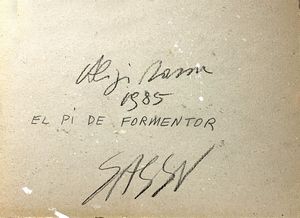 Aligi Sassu
1985
EL PI DE FORMENTOR
SASSU